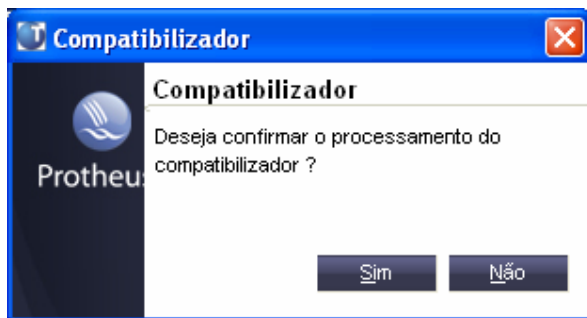 Compatibilizador
Compatibilizador
Deseja confirmar o processamento do
compatibilizador ?
Protheus
Sim
Não